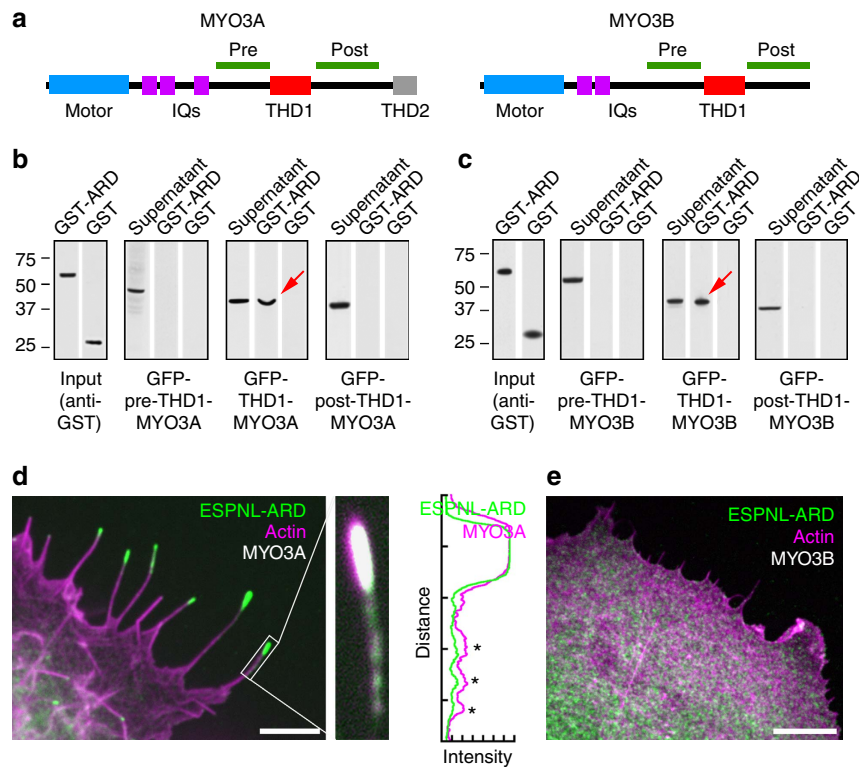 a
MYO3A
MYO3B
Pre
Post
Pre
Post
Motor
IQs
THD1
THD2
Motor
IQs
THD1
b
GST-ARD
GST
Supernatant
GST-ARD
GST
Supernatant
GST-ARD
GST
Supernatant
GST-ARD
GST
75
50
37
25
Input
(anti-
GST)
GFP-
pre-THD1-
MYO3A
GFP-
THD1-
MYO3A
GFP-
post-THD1-
MYO3A
c
GST-ARD
GST
Supernatant
GST-ARD
GST
Supernatant
GST-ARD
GST
Supernatant
GST-ARD
GST
75
50
37
25
Input
(anti-
GST)
GFP-
pre-THD1-
MYO3B
GFP-
THD1-
MYO3B
GFP-
post-THD1-
MYO3B
d
ESPNL-ARD
Actin
MYO3A
ESPNL-ARD
MYO3A
Distance
*
*
*
Intensity
e
ESPNL-ARD
Actin
MYO3B